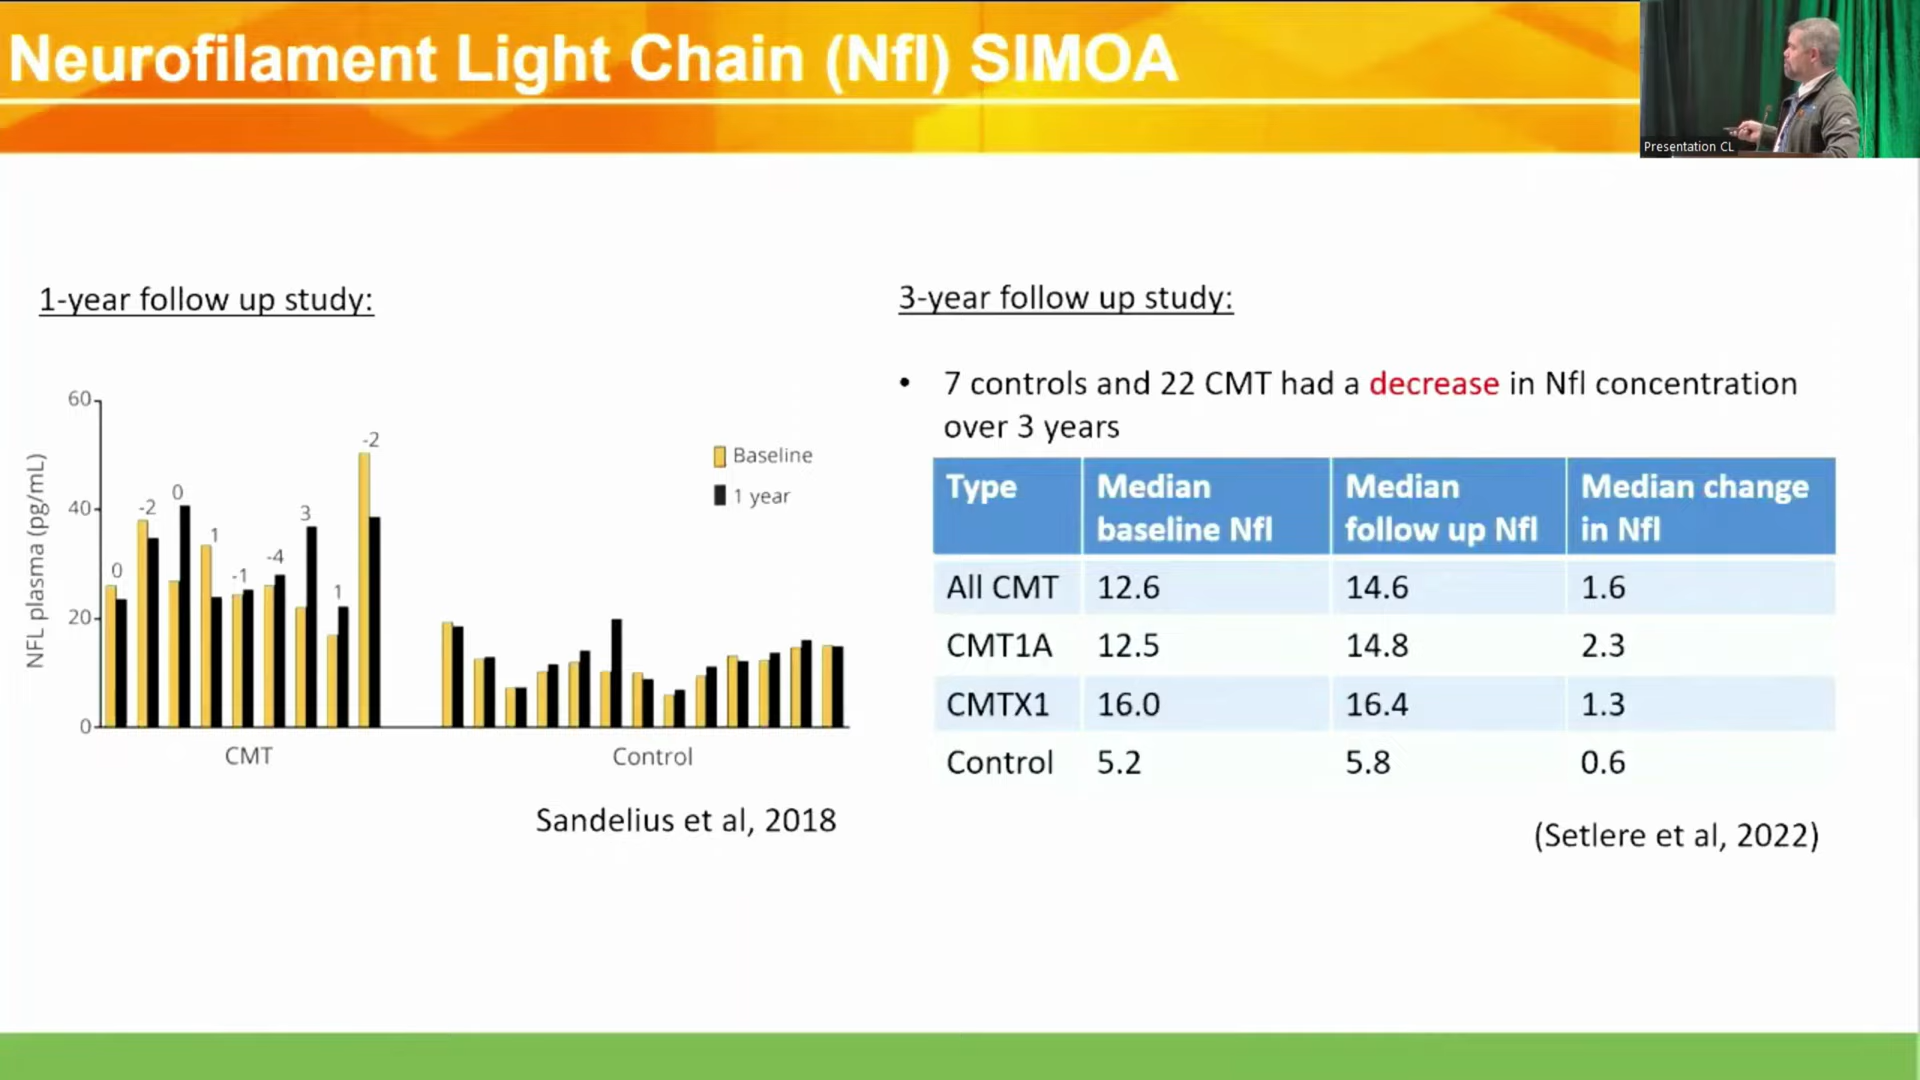 Neurofilament Light Chain (Nfl) SIMOA
Presentation CL
1-year follow up study:
60
40
20
0
NFL plasma (pg/mL)
0
-2
0
1
-1
-4
3
1
-2
Baseline
1 year
CMT
Control
Sandelius et al, 2018
3-year follow up study:
• 7 controls and 22 CMT had a decrease in Nfl concentration
over 3 years
Type Median baseline Nfl Median follow up Nfl Median change in Nfl
All CMT 12.6 14.6 1.6
CMT1A 12.5 14.8 2.3
CMTX1 16.0 16.4 1.3
Control 5.2 5.8 0.6
(Setlere et al, 2022)